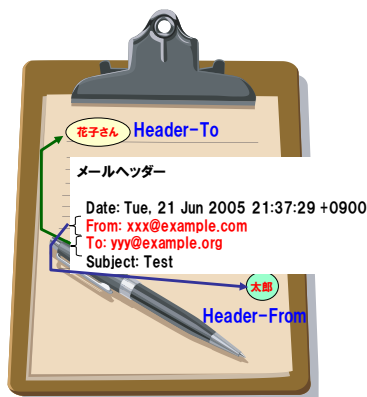 花子さん Header-To
メールヘッダー
Date: Tue, 21 Jun 2005 21:37:29 +0900
From: xxx@example.com
To: yyy@example.org
Subject: Test
太郎
Header-From